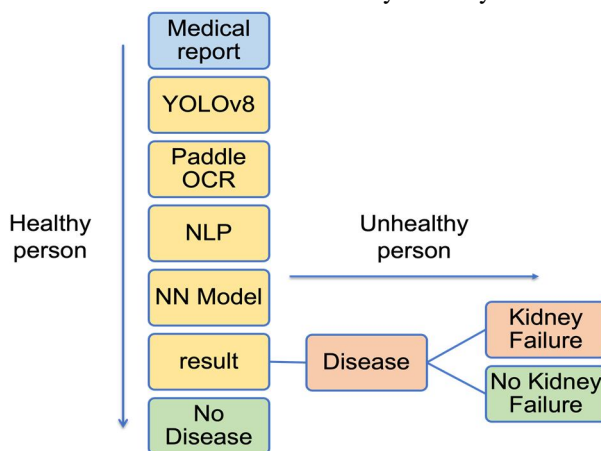 Medical
report
YOLOv8
Paddle
OCR
Healthy
person
NLP
Unhealthy
person
NN Model
result
Disease
Kidney
Failure
No Kidney
Failure
No
Disease